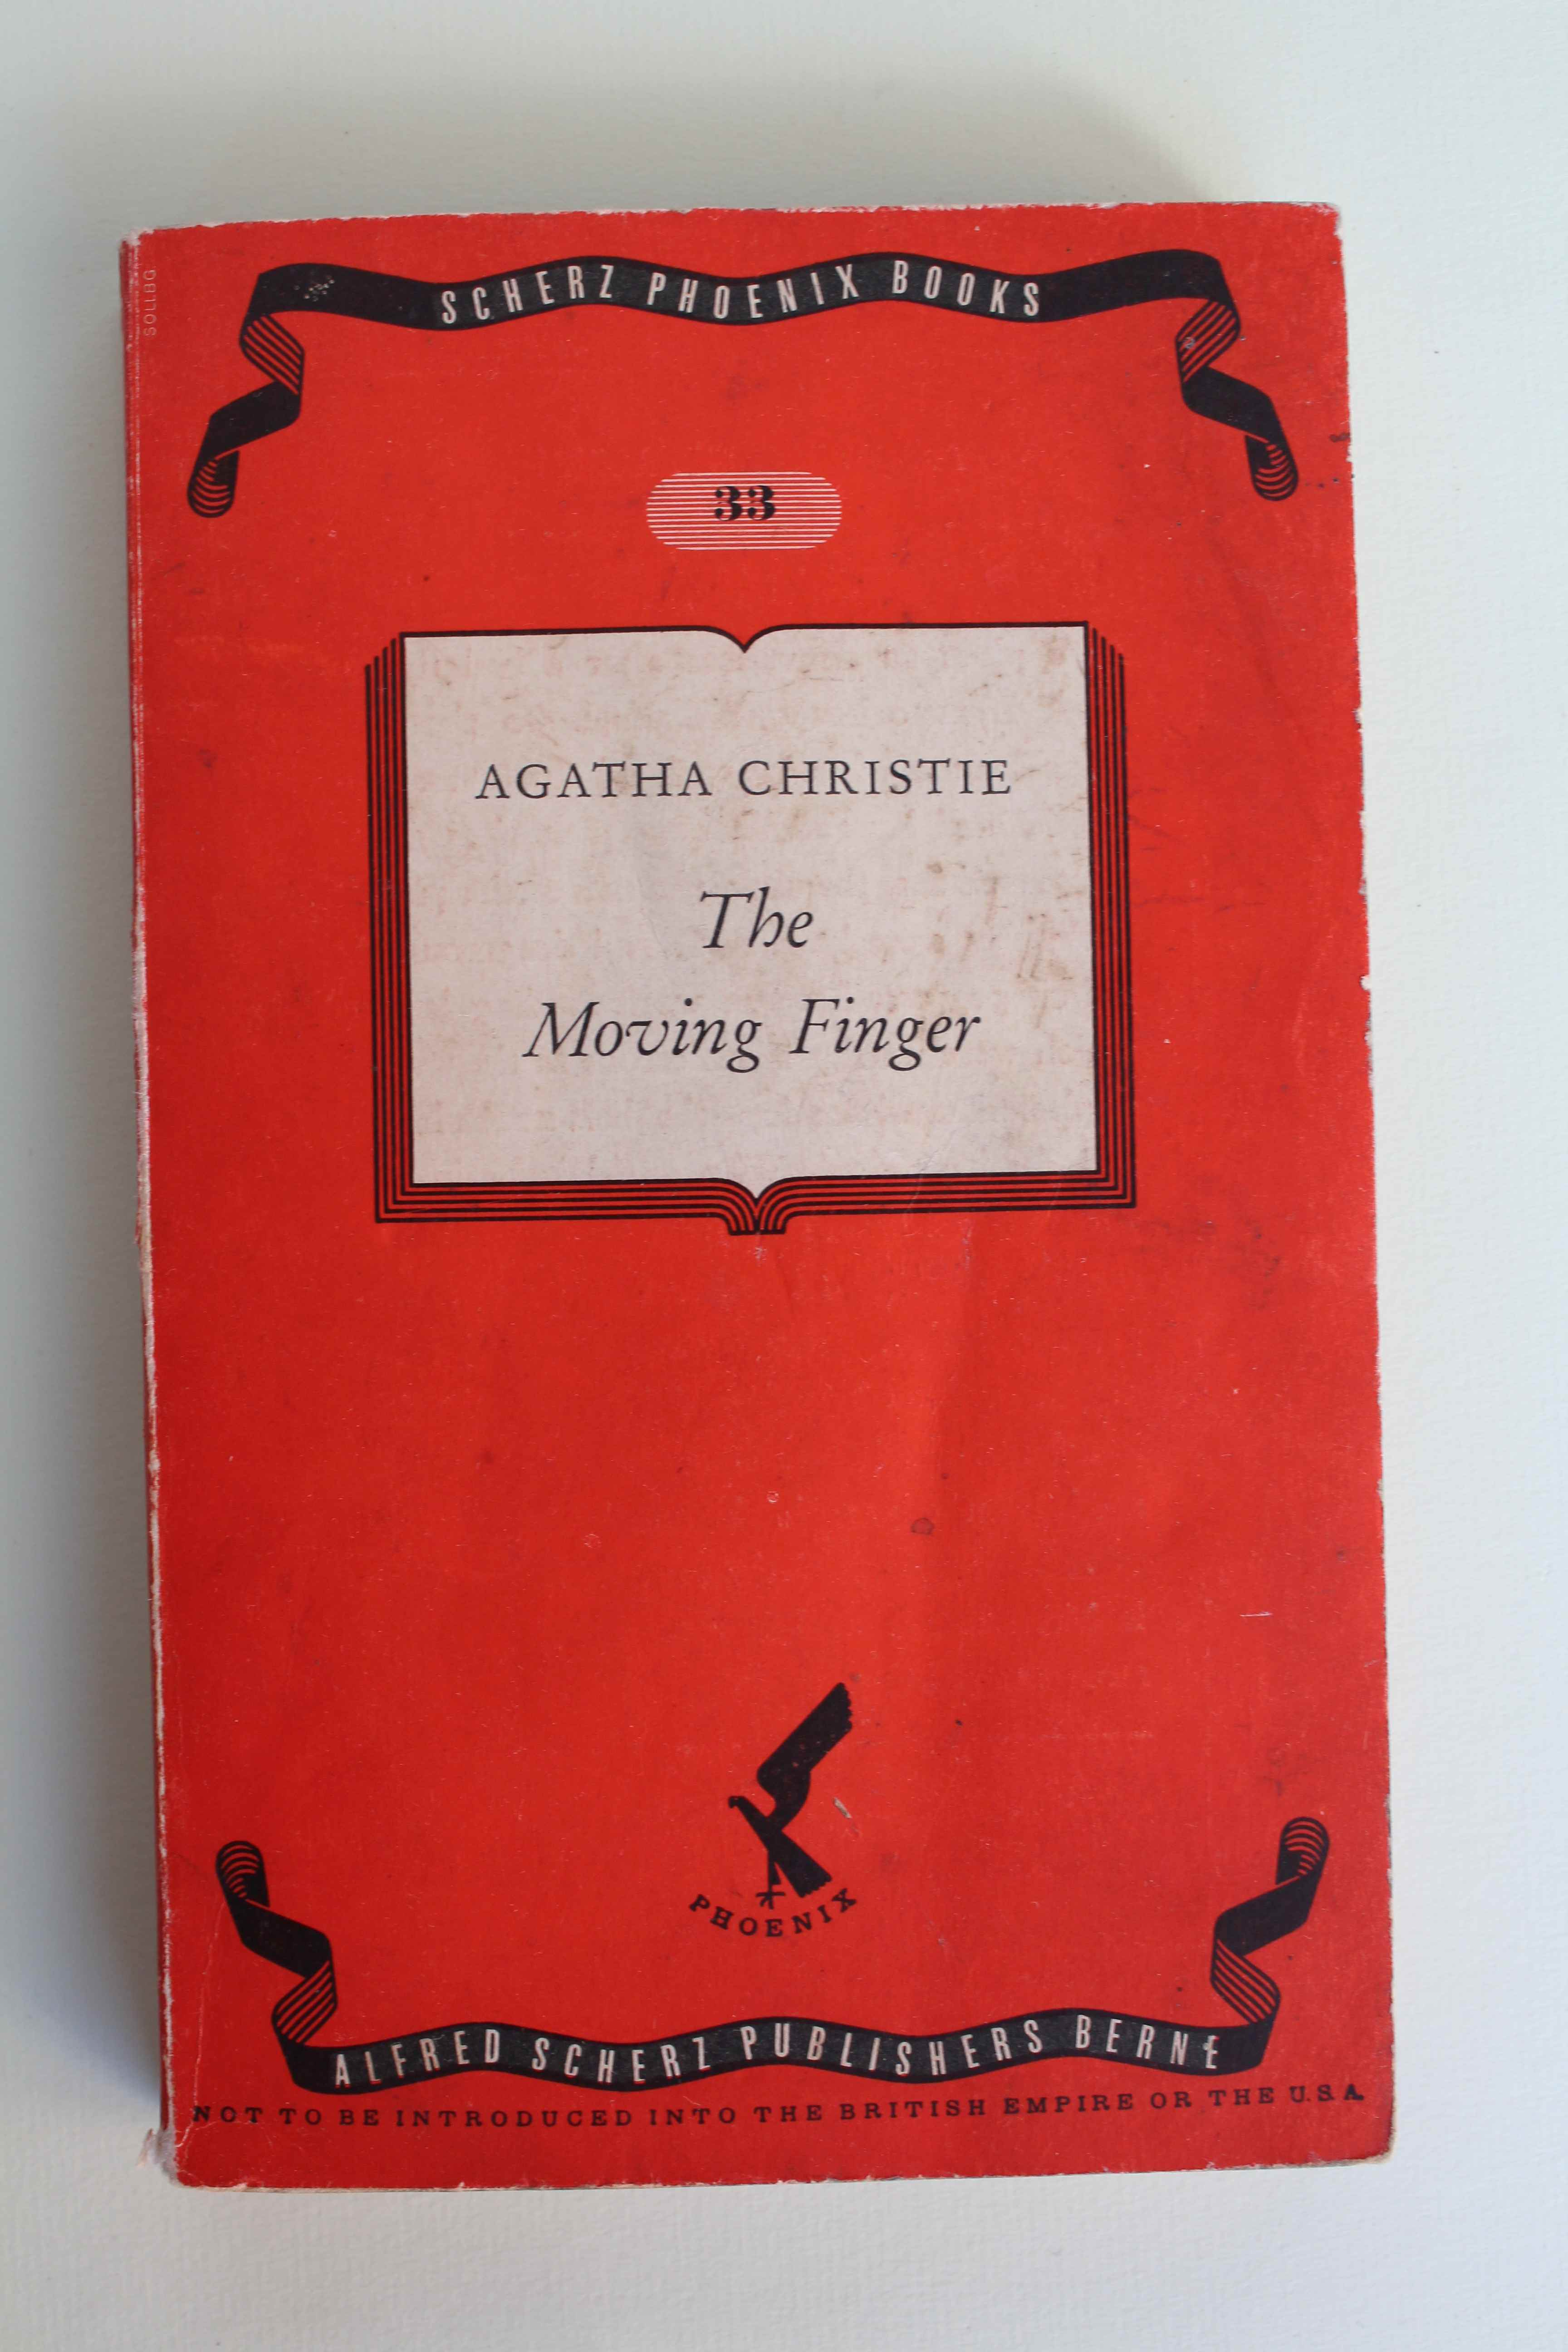 SOLLBG
SCHERZ PHOENIX BOOKS
33
AGATHA CHRISTIE
The
Moving Finger
PHOENIX
ALFRED SCHERZ PUBLISHERS BERNE
NOT TO BE INTRODUCED INTO THE BRITISH EMPIRE OR THE U.S.A.